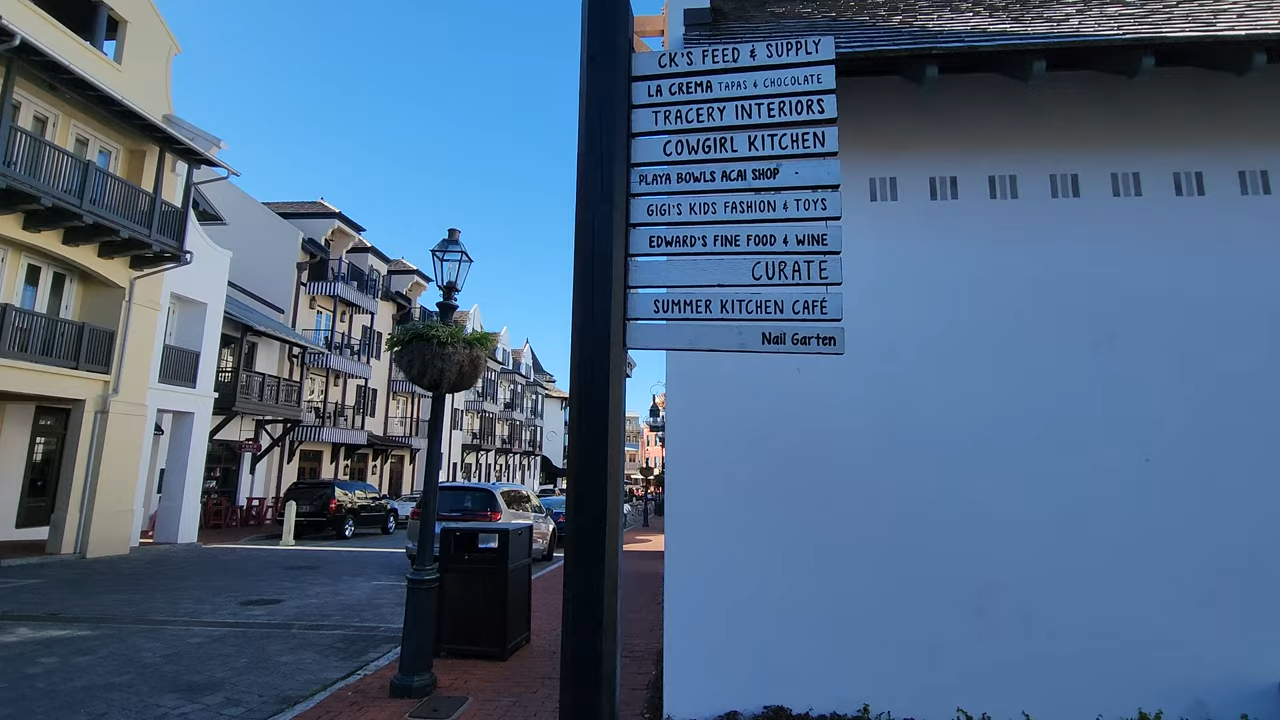 CK'S FEED & SUPPLY
LA CREMA TAPAS & CHOCOLATE
TRACERY INTERIORS
COWGIRL KITCHEN
PLAYA BOWLS ACAI SHOP
GIGI'S KIDS FASHION & TOYS
EDWARD'S FINE FOOD & WINE
CURATE
SUMMER KITCHEN CAFÉ
Nail Garten